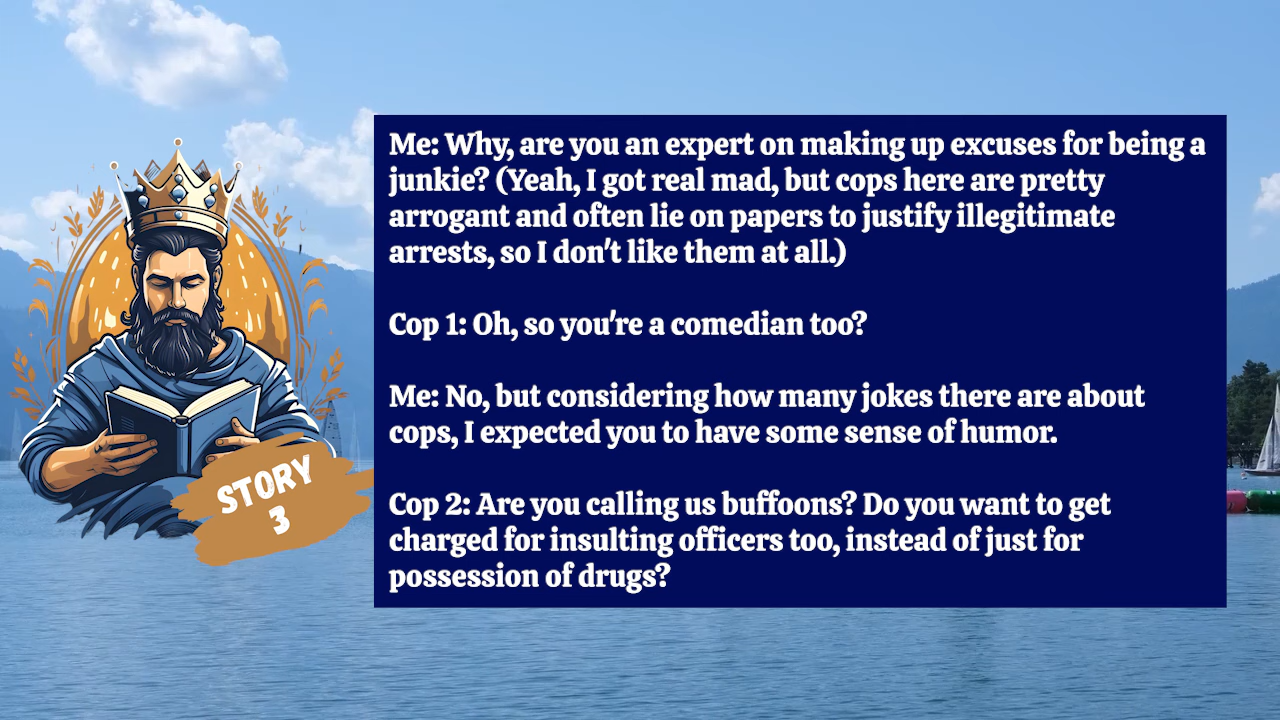 Me: Why, are you an expert on making up excuses for being a
junkie? (Yeah, I got real mad, but cops here are pretty
arrogant and often lie on papers to justify illegitimate
arrests, so I don't like them at all.)
Cop 1: Oh, so you're a comedian too?
Me: No, but considering how many jokes there are about
cops, I expected you to have some sense of humor.
Cop 2: Are you calling us buffoons? Do you want to get
charged for insulting officers too, instead of just for
possession of drugs?
STORY
3